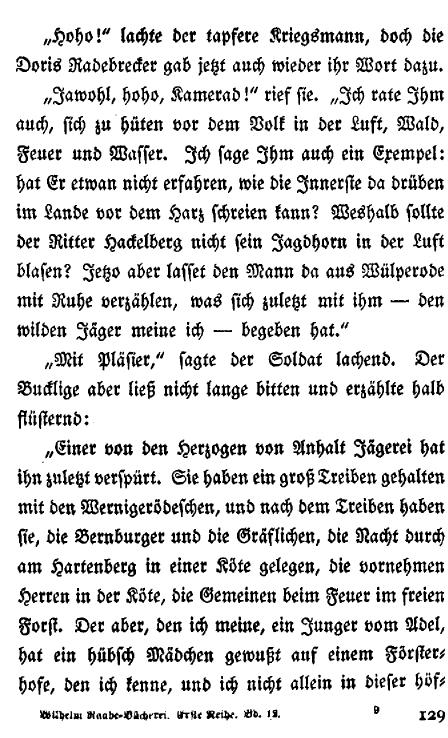 „Hoho!“ lachte der tapfere Kriegsmann, doch die
Doris Radebrecker gab jetzt auch wieder ihr Wort dazu.
„Jawohl, hoho, Kamerad!“ rief sie. „Ich rate Ihm
auch, sich zu hüten vor dem Volk in der Luft, Wald,
Feuer und Wasser. Ich sage Ihm auch ein Exempel:
hat Er etwan nicht erfahren, wie die Innerste da drüben
im Lande vor dem Harz schreien kann? Weshalb sollte
der Ritter Hackelberg nicht sein Jagdhorn in der Luft
blasen? Jetzo aber lasset den Mann da aus Wülperode
mit Ruhe verzählen, was sich zuletzt mit ihm — den
wilden Jäger meine ich — begeben hat.“
„Mit Pläsier,“ sagte der Soldat lachend. Der
Bucklige aber ließ nicht lange bitten und erzählte halb
flüsternd:
„Einer von den Herzogen von Anhalt Jägerei hat
ihn zuletzt verspürt. Sie haben ein groß Treiben gehalten
mit den Wernigerödeschen, und nach dem Treiben haben
sie, die Bernburger und die Gräflichen, die Nacht durch
am Hartenberg in einer Köte gelegen, die vornehmen
Herren in der Köte, die Gemeinen beim Feuer im freien
Forst. Der aber, den ich meine, ein Junger vom Adel,
hat ein hübsch Mädchen gewußt auf einem Förster-
hofe, den ich kenne, und ich nicht allein in dieser höf-
Wilhelm Raabe-Bücherei. Erste Reihe. Bd. 12. 9 129